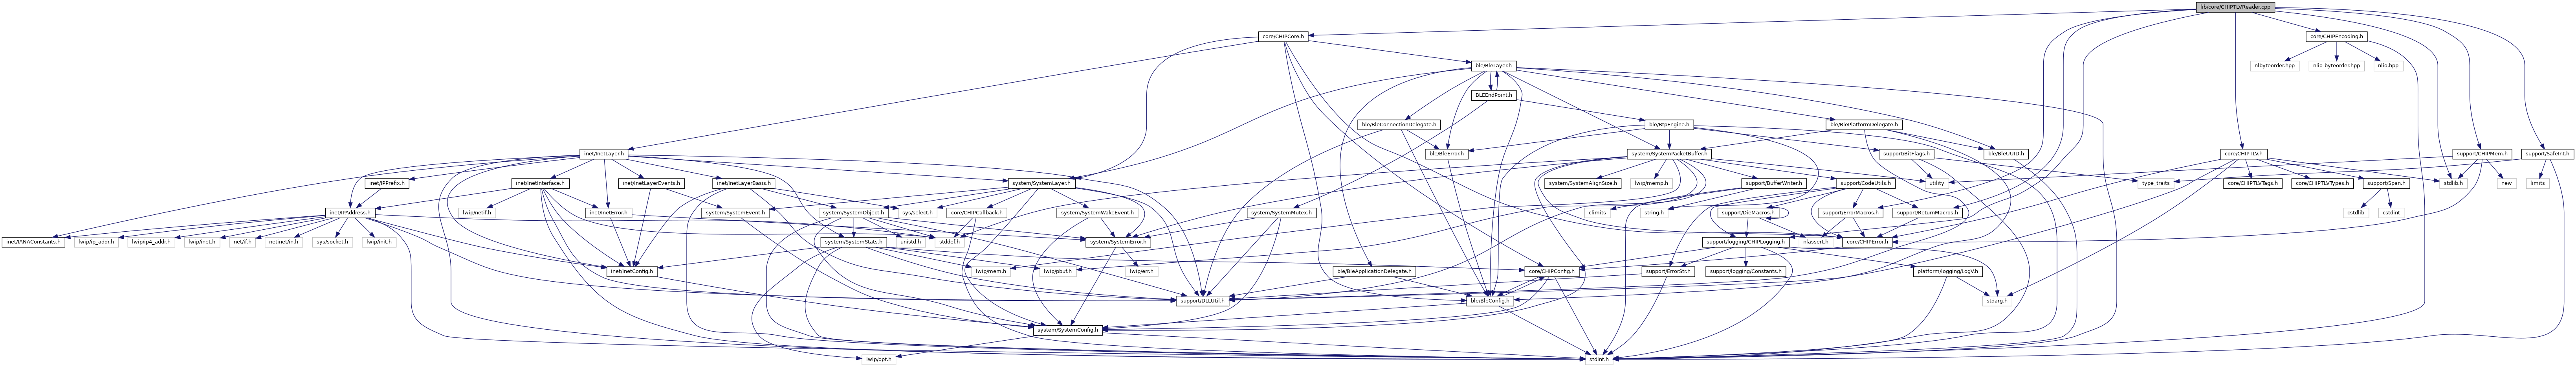 lib/core/CHIPTLVReader.cpp
core/CHIPCore.h
core/CHIPEncoding.h
ble/BleLayer.h
nlbyteorder.hpp
nlio-byteorder.hpp
nlio.hpp
BLEEndPoint.h
ble/BleConnectionDelegate.h
ble/BtpEngine.h
ble/BlePlatformDelegate.h
inet/InetLayer.h
ble/BleError.h
system/SystemPacketBuffer.h
support/BitFlags.h
ble/BleUUID.h
core/CHIPTLV.h
support/CHIPMem.h
support/SafeInt.h
inet/IPPrefix.h
inet/InetInterface.h
inet/InetLayerEvents.h
inet/InetLayerBasis.h
system/SystemLayer.h
system/SystemAlignSize.h
lwip/memp.h
support/BufferWriter.h
support/CodeUtils.h
utility
type_traits
core/CHIPTLVTags.h
core/CHIPTLVTypes.h
support/Span.h
stdlib.h
new
limits
inet/IPAddress.h
lwip/netif.h
inet/InetError.h
system/SystemEvent.h
system/SystemObject.h
sys/select.h
core/CHIPCallback.h
system/SystemWakeEvent.h
system/SystemMutex.h
climits
string.h
support/DieMacros.h
support/ErrorMacros.h
support/ReturnMacros.h
cstdlib
cstdint
inet/IANAConstants.h
lwip/ip_addr.h
lwip/ip4_addr.h
lwip/inet.h
net/if.h
netinet/in.h
sys/socket.h
lwip/init.h
system/SystemStats.h
unistd.h
stddef.h
system/SystemError.h
support/logging/CHIPLogging.h
nlassert.h
core/CHIPError.h
inet/InetConfig.h
lwip/mem.h
lwip/pbuf.h
lwip/err.h
ble/BleApplicationDelegate.h
core/CHIPConfig.h
support/ErrorStr.h
support/logging/Constants.h
platform/logging/LogV.h
support/DLLUtil.h
ble/BleConfig.h
stdarg.h
system/SystemConfig.h
lwip/opt.h
stdint.h